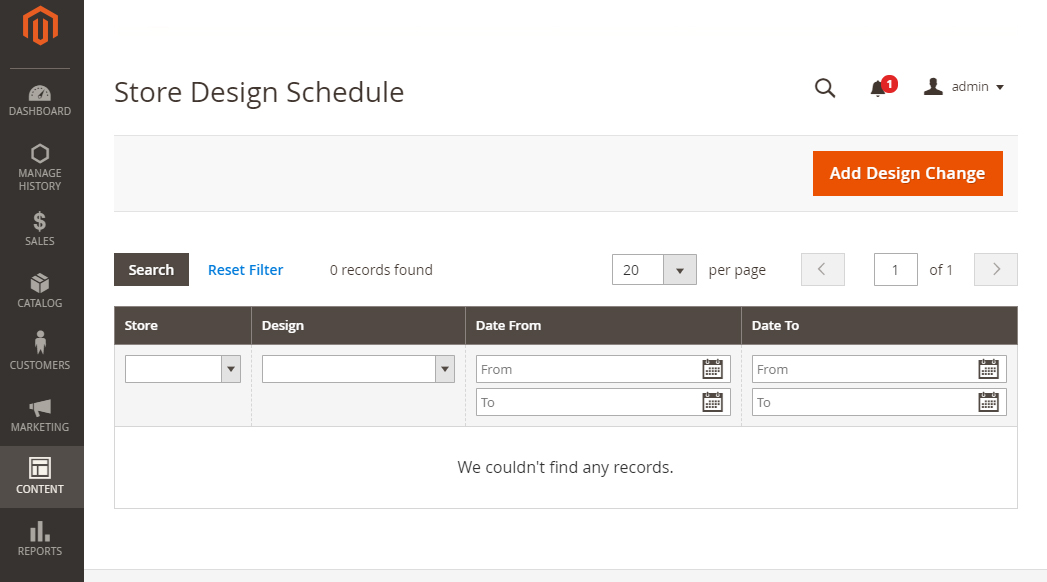 DASHBOARD
MANAGE
HISTORY
SALES
CATALOG
CUSTOMERS
MARKETING
CONTENT
REPORTS
Store Design Schedule
1
admin
Add Design Change
Search Reset Filter 0 records found 20 per page 1 of 1
Store Design Date From Date To
From From
To To
We couldn't find any records.